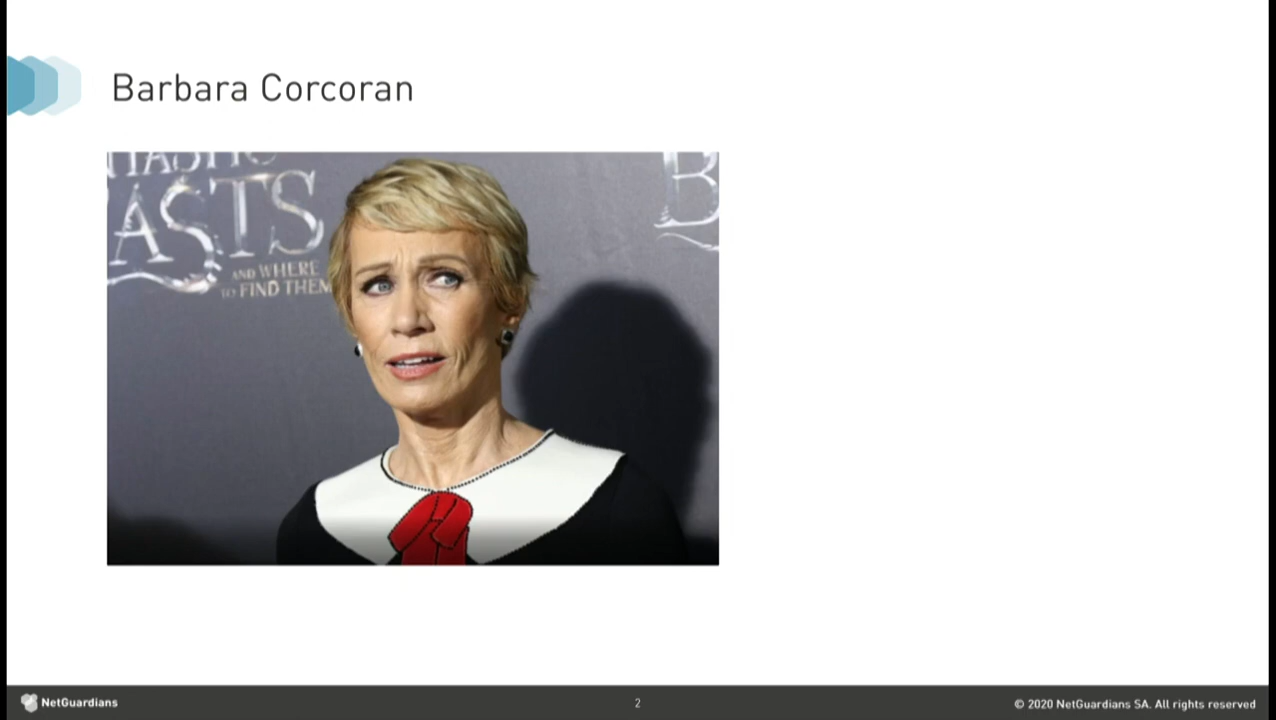 Barbara Corcoran
ASTS
AND WHERE
TO FIND THEM
B
NetGuardians
2
© 2020 NetGuardians SA. All rights reserved